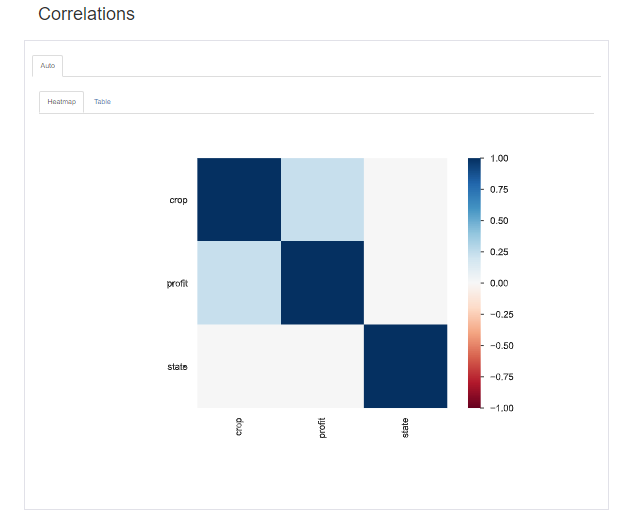 Correlations
Auto
Heatmap Table
crop
profit
state
crop
profit
state
1.00
0.75
0.50
0.25
0.00
−0.25
−0.50
−0.75
−1.00